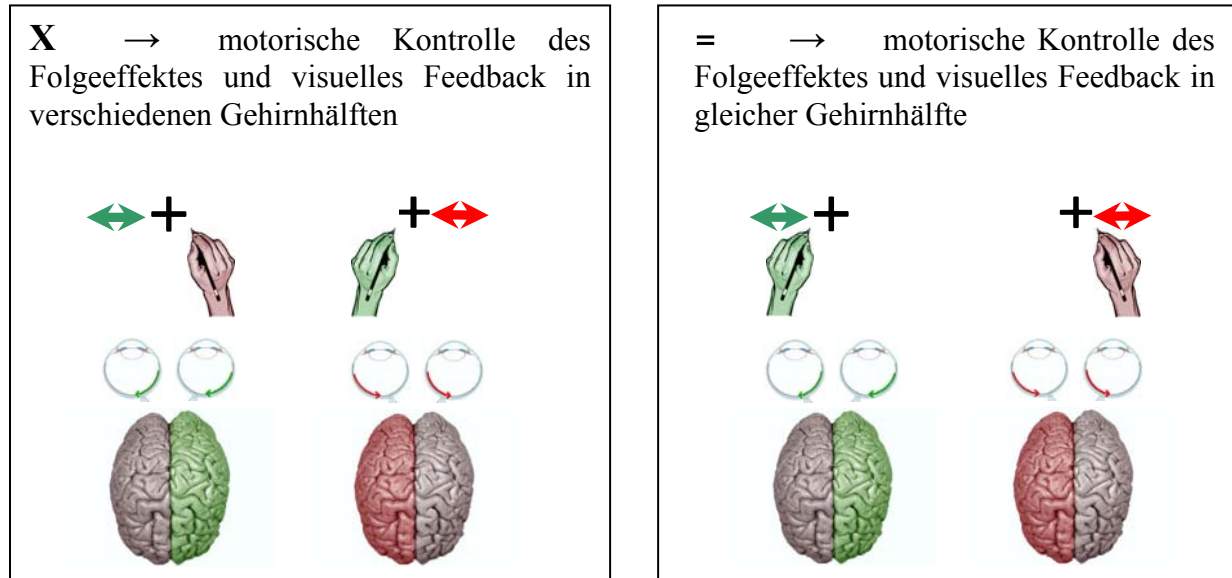 X → motorische Kontrolle des
Folgeeffektes und visuelles Feedback in
verschiedenen Gehirnhälften
= → motorische Kontrolle des
Folgeeffektes und visuelles Feedback in
gleicher Gehirnhälfte